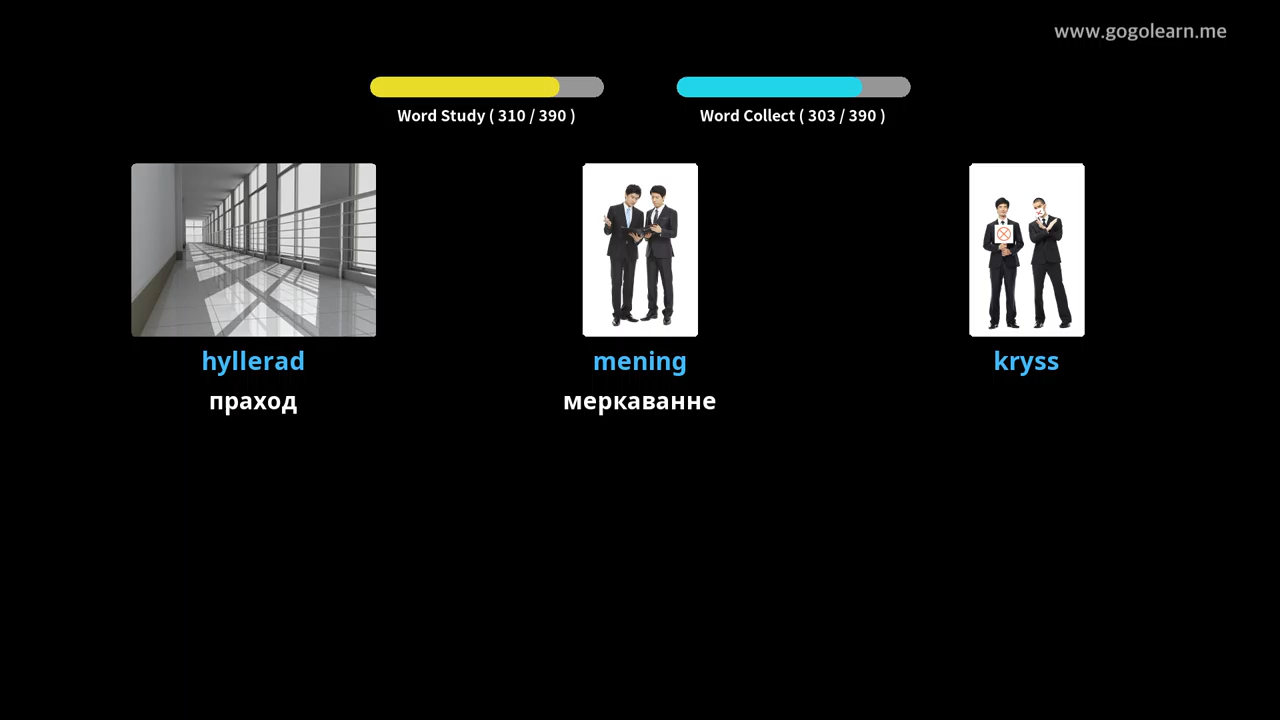 www.gogolearn.me
Word Study ( 310 / 390 )
Word Collect ( 303 / 390 )
hyllerad
mening
kryss
праход
меркаванне